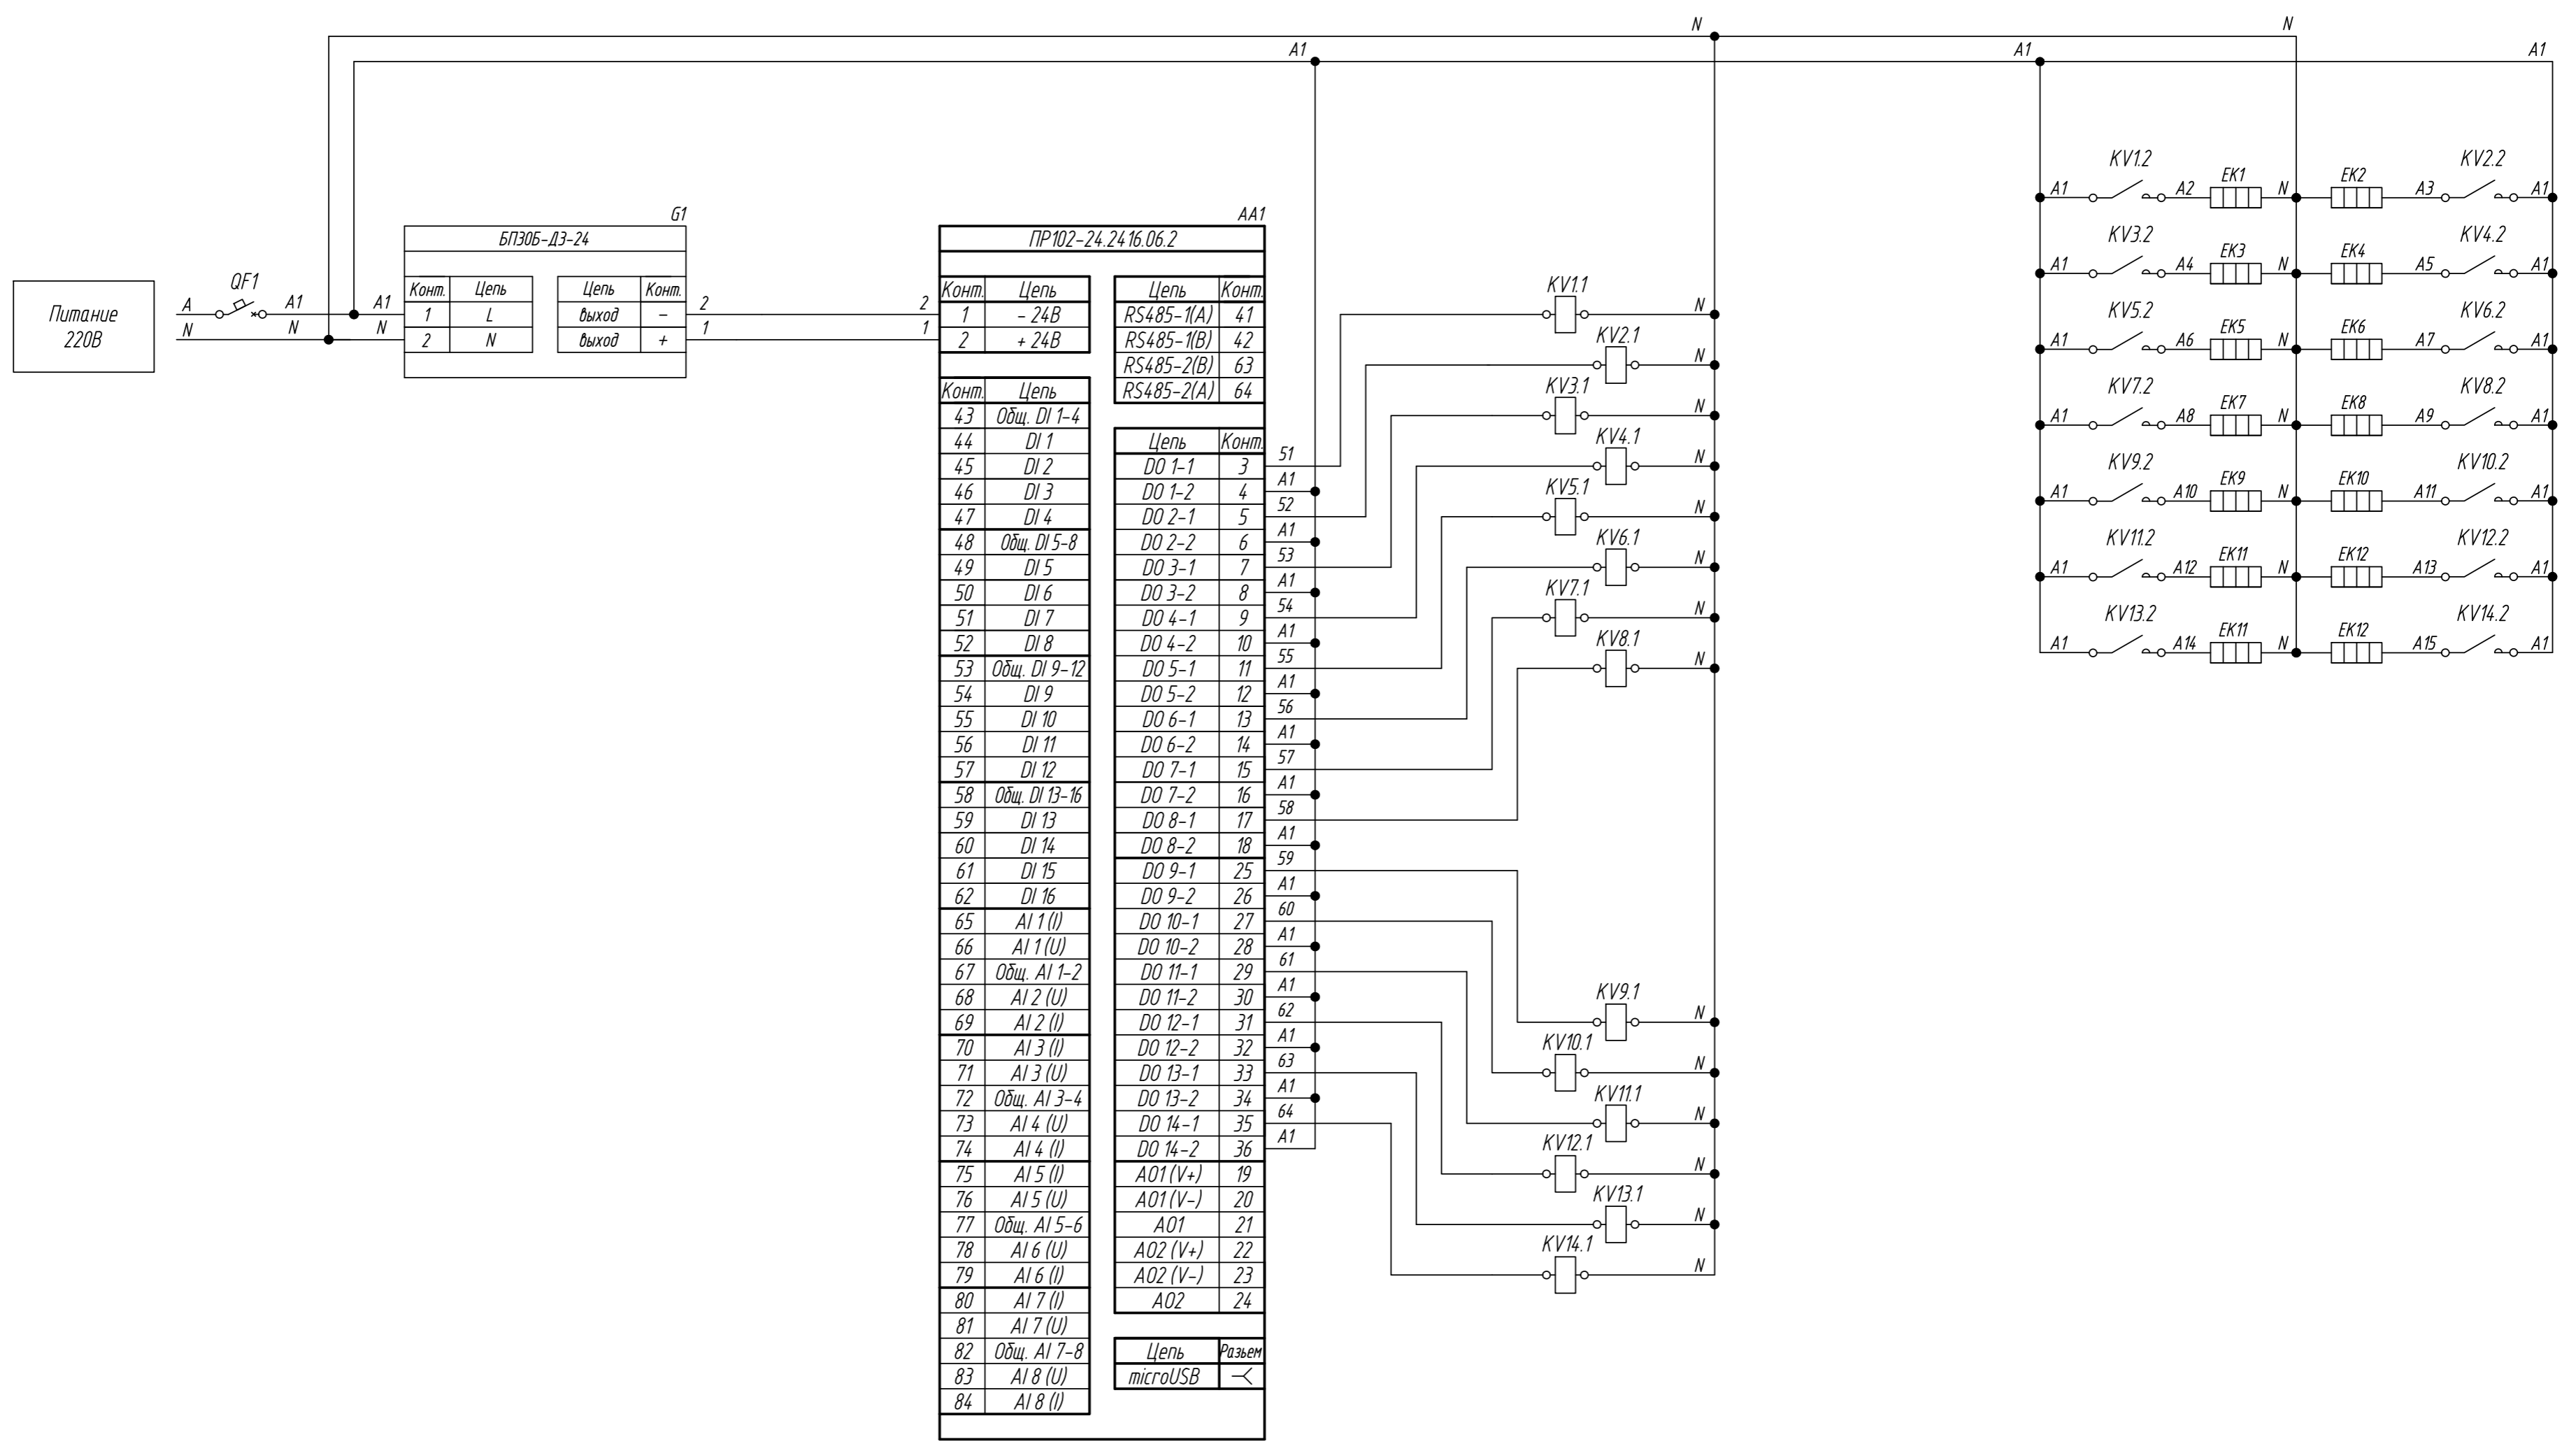 N N
A1 A1 A1
KV1.2 KV2.2
A1 A2 EK1 N EK2 A3 A1
KV3.2 KV4.2
A1 A4 EK3 N EK4 A5 A1
KV5.2 KV6.2
A1 A6 EK5 N EK6 A7 A1
KV7.2 KV8.2
A1 A8 EK7 N EK8 A9 A1
KV9.2 KV10.2
A1 A10 EK9 N EK10 A11 A1
KV11.2 KV12.2
A1 A12 EK11 N EK12 A13 A1
KV13.2 KV14.2
A1 A14 EK11 N EK12 A15 A1
Питание
220В
QF1
A A1 A1
N N N
G1
БП30Б-Д3-24
Конт. Цепь Цепь Конт.
1 L выход – 2 2
2 N выход + 1 1
AA1
ПР102-24.2416.06.2
Конт. Цепь
1 - 24В
2 + 24В
Конт. Цепь
43 Общ. DI 1-4
44 DI 1
45 DI 2
46 DI 3
47 DI 4
48 Общ. DI 5-8
49 DI 5
50 DI 6
51 DI 7
52 DI 8
53 Общ. DI 9-12
54 DI 9
55 DI 10
56 DI 11
57 DI 12
58 Общ. DI 13-16
59 DI 13
60 DI 14
61 DI 15
62 DI 16
65 AI 1 (I)
66 AI 1 (U)
67 Общ. AI 1-2
68 AI 2 (U)
69 AI 2 (I)
70 AI 3 (I)
71 AI 3 (U)
72 Общ. AI 3-4
73 AI 4 (U)
74 AI 4 (I)
75 AI 5 (I)
76 AI 5 (U)
77 Общ. AI 5-6
78 AI 6 (U)
79 AI 6 (I)
80 AI 7 (I)
81 AI 7 (U)
82 Общ. AI 7-8
83 AI 8 (U)
84 AI 8 (I)
Цепь Конт.
RS485-1(A) 41
RS485-1(B) 42
RS485-2(B) 63
RS485-2(A) 64
Цепь Конт.
DO 1-1 3 51
DO 1-2 4 A1
DO 2-1 5 52
DO 2-2 6 A1
DO 3-1 7 53
DO 3-2 8 A1
DO 4-1 9 54
DO 4-2 10 A1
DO 5-1 11 55
DO 5-2 12 A1
DO 6-1 13 56
DO 6-2 14 A1
DO 7-1 15 57
DO 7-2 16 A1
DO 8-1 17 58
DO 8-2 18 A1
DO 9-1 25 59
DO 9-2 26 A1
DO 10-1 27 60
DO 10-2 28 A1
DO 11-1 29 61
DO 11-2 30 A1
DO 12-1 31 62
DO 12-2 32 A1
DO 13-1 33 63
DO 13-2 34 A1
DO 14-1 35 64
DO 14-2 36 A1
AO1 (V+) 19
AO1 (V-) 20
AO1 21
AO2 (V+) 22
AO2 (V-) 23
AO2 24
Цепь Разьем
microUSB
KV1.1 N
KV2.1 N
KV3.1 N
KV4.1 N
KV5.1 N
KV6.1 N
KV7.1 N
KV8.1 N
KV9.1 N
KV10.1 N
KV11.1 N
KV12.1 N
KV13.1 N
KV14.1 N